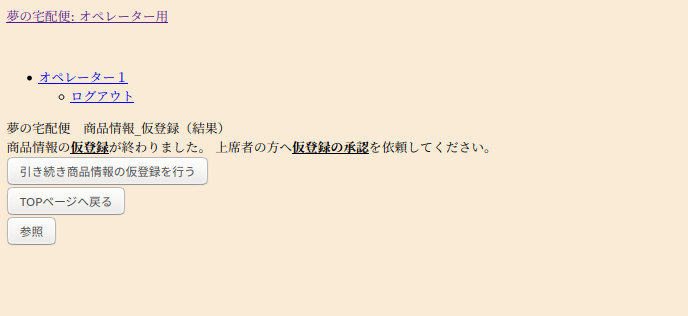 夢の宅配便: オペレーター用
オペレーター１
ログアウト
夢の宅配便　商品情報_仮登録（結果）
商品情報の仮登録が終わりました。 上席者の方へ仮登録の承認を依頼してください。
引き続き商品情報の仮登録を行う
TOPページへ戻る
参照